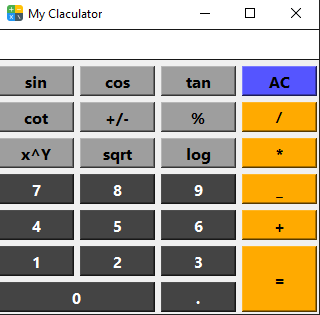 My Claculator
sin cos tan AC
cot +/- % /
x^Y sqrt log *
7 8 9 _
4 5 6 +
1 2 3 =
0 .